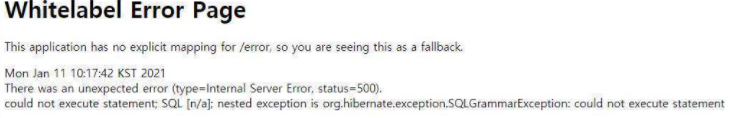 Whitelabel Error Page
This application has no explicit mapping for /error, so you are seeing this as a fallback.
Mon Jan 11 10:17:42 KST 2021
There was an unexpected error (type=Internal Server Error, status=500).
could not execute statement; SQL [n/a]; nested exception is org.hibernate.exception.SQLGrammarException: could not execute statement